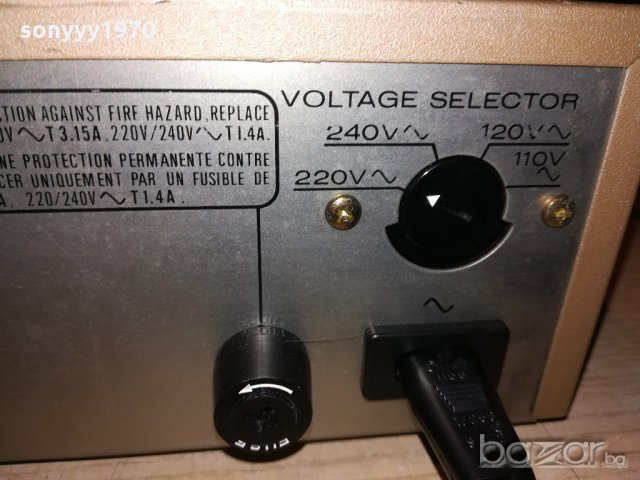 sonyyy1970
TION AGAINST FIRE HAZARD, REPLACE
V∿T3.15A, 220V/240V∿T1.4A.
NE PROTECTION PERMANENTE CONTRE
CER UNIQUEMENT PAR UN FUSIBLE DE
A. 220/240V∿T1.4A.
VOLTAGE SELECTOR
240V∿ 120V∿
110V
220V∿ ∿
∿
FUSE
bazar.bg